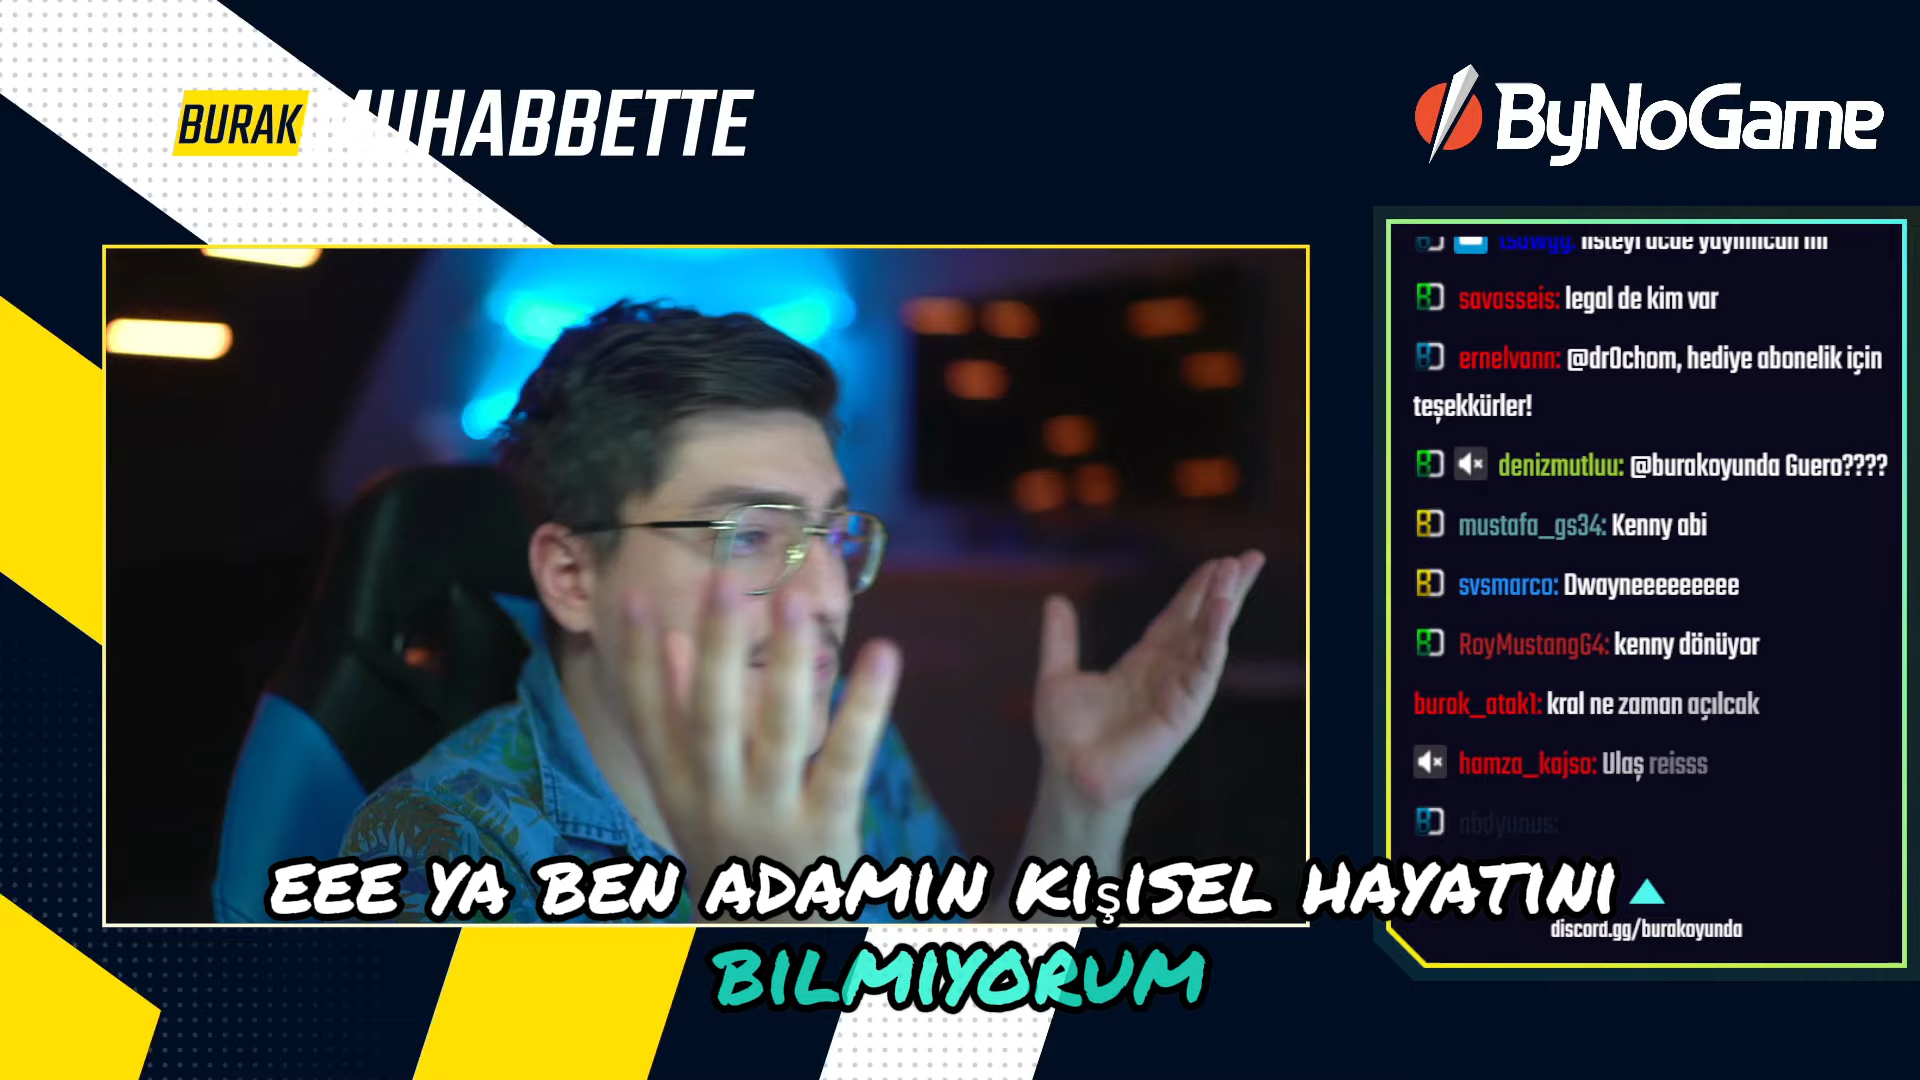 BURAK MUHABBETTE
ByNoGame
savasseis: legal de kim var
ernelvann: @dr0chom, hediye abonelik için
teşekkürler!
denizmutluu: @burakoyunda Guero????
mustafa_gs34: Kenny abi
svsmarco: Dwayneeeeeeeee
RoyMustangG4: kenny dönüyor
burak_atak1: kral ne zaman açılcak
hamza_kajso: Ulaş reisss
nbdyunus:
discord.gg/burakoyunda
EEE YA BEN ADAMIN KIŞISEL HAYATINI
BILMIYORUM